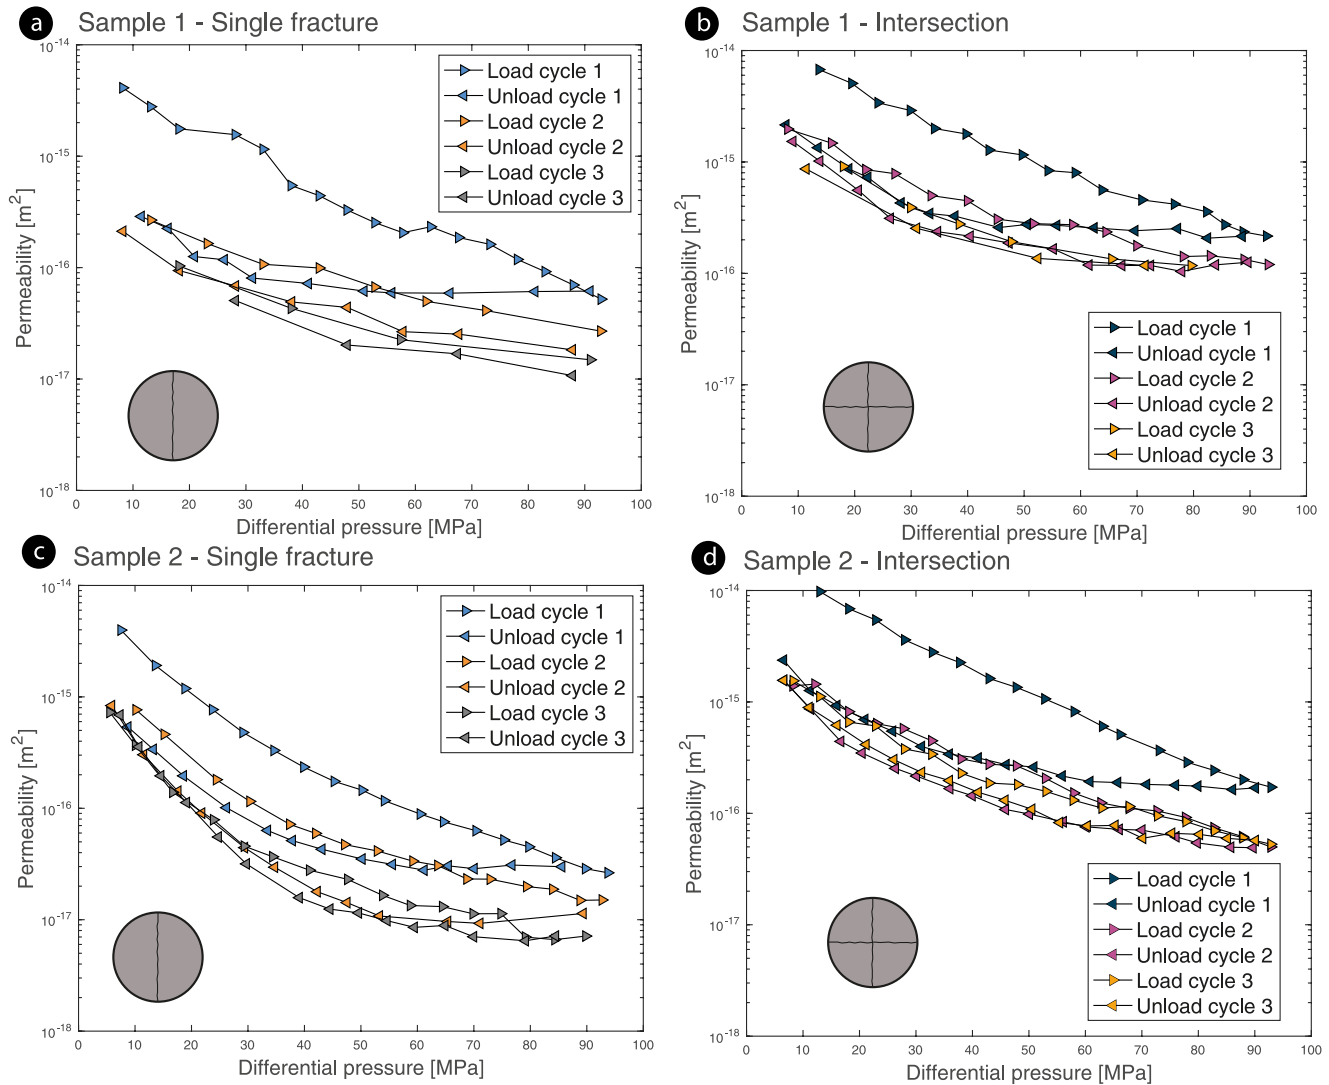 a Sample 1 - Single fracture
10-14
10-15
10-16
10-17
10-18
Permeability [m2]
Load cycle 1
Unload cycle 1
Load cycle 2
Unload cycle 2
Load cycle 3
Unload cycle 3
0 10 20 30 40 50 60 70 80 90 100
Differential pressure [MPa]
b Sample 1 - Intersection
10-14
10-15
10-16
10-17
10-18
Permeability [m2]
Load cycle 1
Unload cycle 1
Load cycle 2
Unload cycle 2
Load cycle 3
Unload cycle 3
0 10 20 30 40 50 60 70 80 90 100
Differential pressure [MPa]
c Sample 2 - Single fracture
10-14
10-15
10-16
10-17
10-18
Permeability [m2]
Load cycle 1
Unload cycle 1
Load cycle 2
Unload cycle 2
Load cycle 3
Unload cycle 3
0 10 20 30 40 50 60 70 80 90 100
Differential pressure [MPa]
d Sample 2 - Intersection
10-14
10-15
10-16
10-17
10-18
Permeability [m2]
Load cycle 1
Unload cycle 1
Load cycle 2
Unload cycle 2
Load cycle 3
Unload cycle 3
0 10 20 30 40 50 60 70 80 90 100
Differential pressure [MPa]